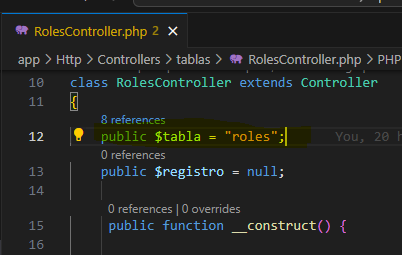 RolesController.php 2
app > Http > Controllers > tablas > RolesController.php > PHP
10 class RolesController extends Controller
11 {
8 references
12 public $tabla = "roles"; You, 20 h
0 references
13 public $registro = null;
14
0 references | 0 overrides
15 public function __construct() {
16